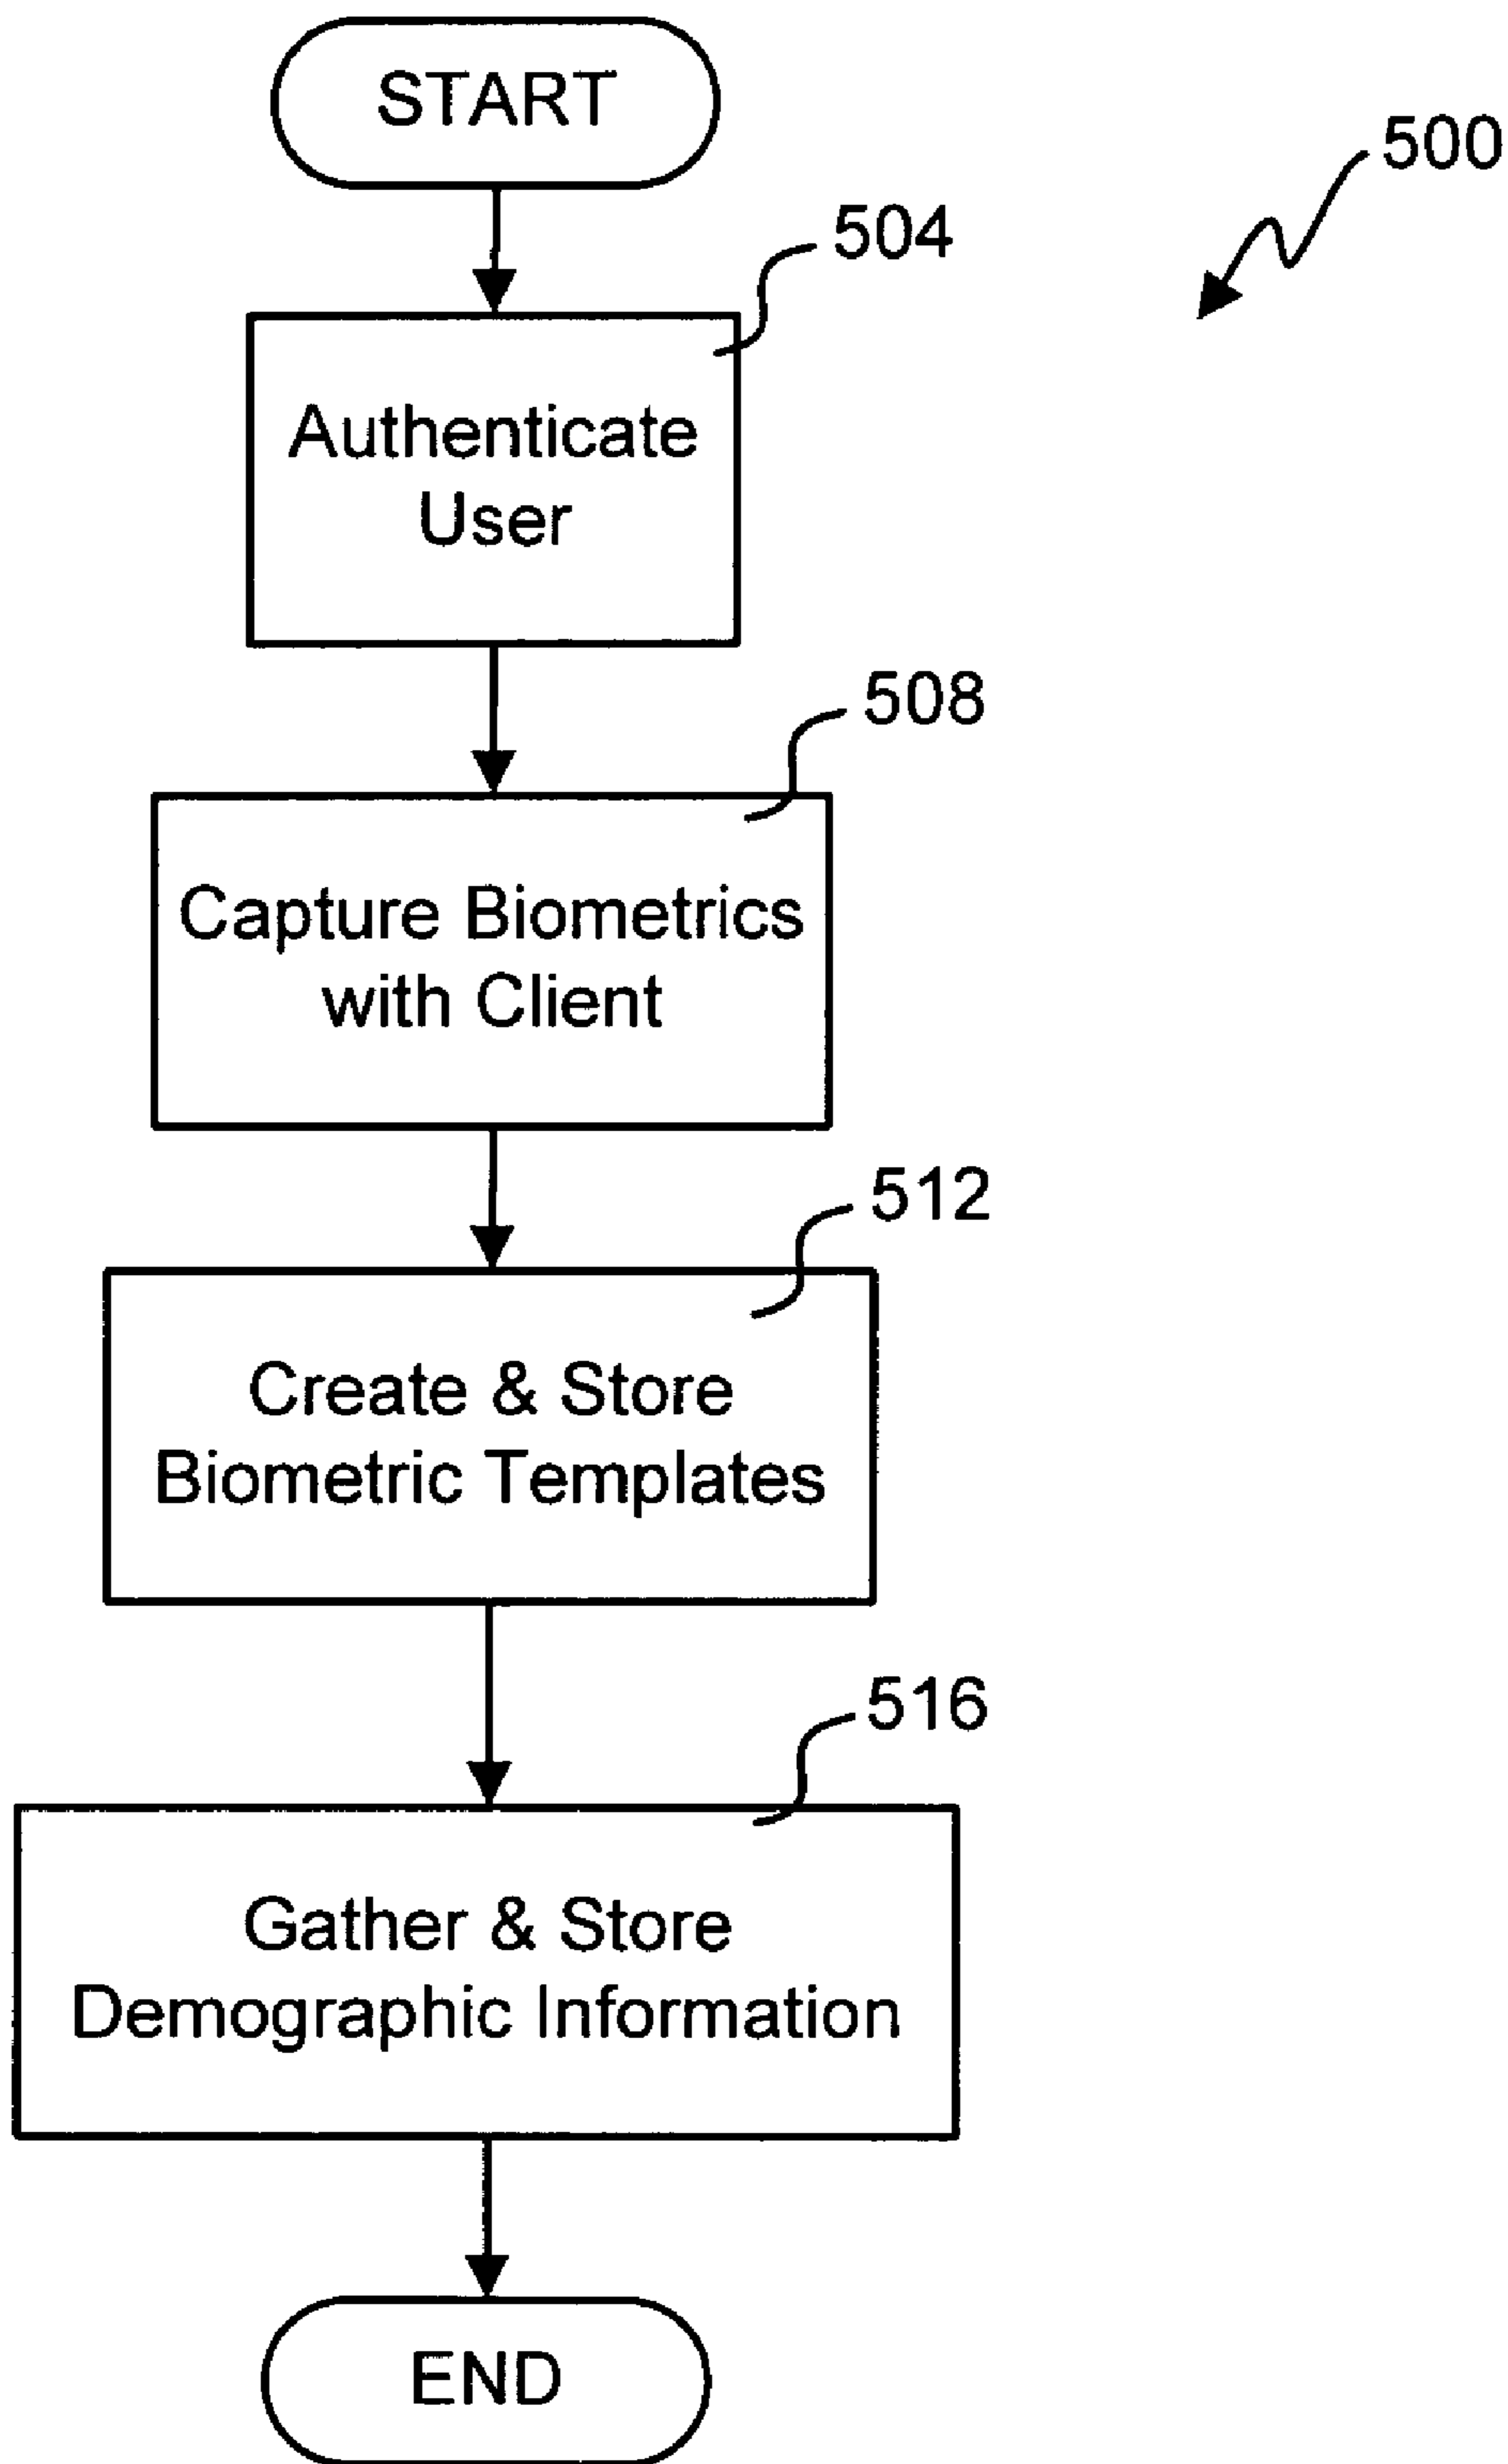 START
500
504
Authenticate
User
508
Capture Biometrics
with Client
512
Create & Store
Biometric Templates
516
Gather & Store
Demographic Information
END